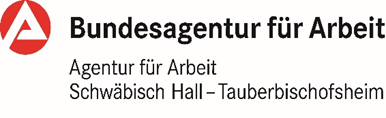 Bundesagentur für Arbeit
Agentur für Arbeit
Schwäbisch Hall – Tauberbischofsheim